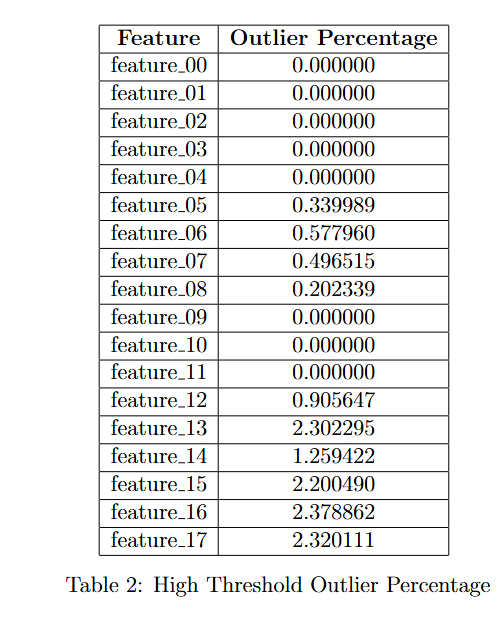 Feature Outlier Percentage
feature_00 0.000000
feature_01 0.000000
feature_02 0.000000
feature_03 0.000000
feature_04 0.000000
feature_05 0.339989
feature_06 0.577960
feature_07 0.496515
feature_08 0.202339
feature_09 0.000000
feature_10 0.000000
feature_11 0.000000
feature_12 0.905647
feature_13 2.302295
feature_14 1.259422
feature_15 2.200490
feature_16 2.378862
feature_17 2.320111
Table 2: High Threshold Outlier Percentage